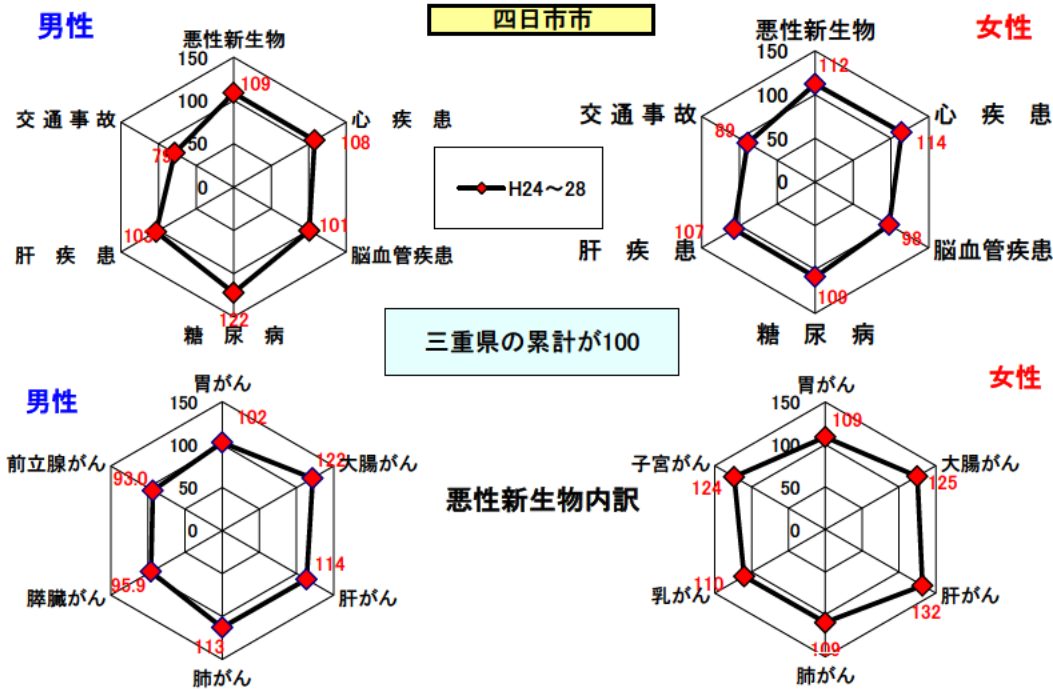 四日市市
男性
悪性新生物
150
109
100
交通事故
心疾患
108
79
50
0
H24～28
103
101
肝疾患
脳血管疾患
122
糖尿病
女性
悪性新生物
150
112
100
交通事故
心疾患
114
89
50
0
107
98
肝疾患
脳血管疾患
109
糖尿病
三重県の累計が100
男性
胃がん
150
102
100
前立腺がん
122
大腸がん
93.0
50
0
114
95.9
膵臓がん
肝がん
113
肺がん
悪性新生物内訳
女性
胃がん
150
109
100
子宮がん
大腸がん
124
125
50
0
110
乳がん
肝がん
132
109
肺がん